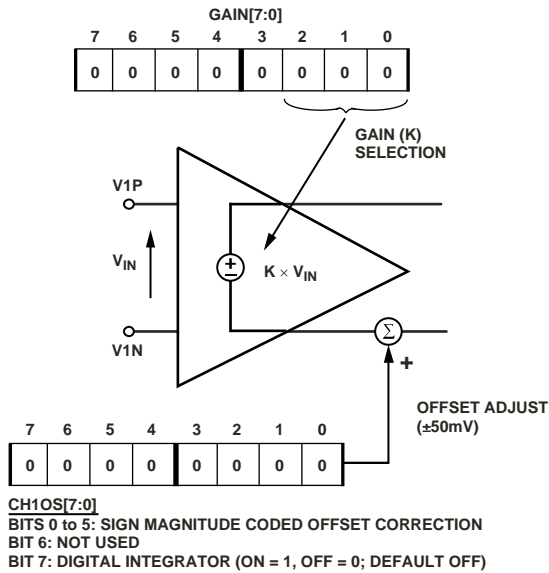 GAIN[7:0]
7 6 5 4 3 2 1 0
0 0 0 0 0 0 0 0
GAIN (K)
SELECTION
V1P
VIN
K × VIN
V1N
Σ
+
OFFSET ADJUST
(±50mV)
7 6 5 4 3 2 1 0
0 0 0 0 0 0 0 0
CH1OS[7:0]
BITS 0 to 5: SIGN MAGNITUDE CODED OFFSET CORRECTION
BIT 6: NOT USED
BIT 7: DIGITAL INTEGRATOR (ON = 1, OFF = 0; DEFAULT OFF)